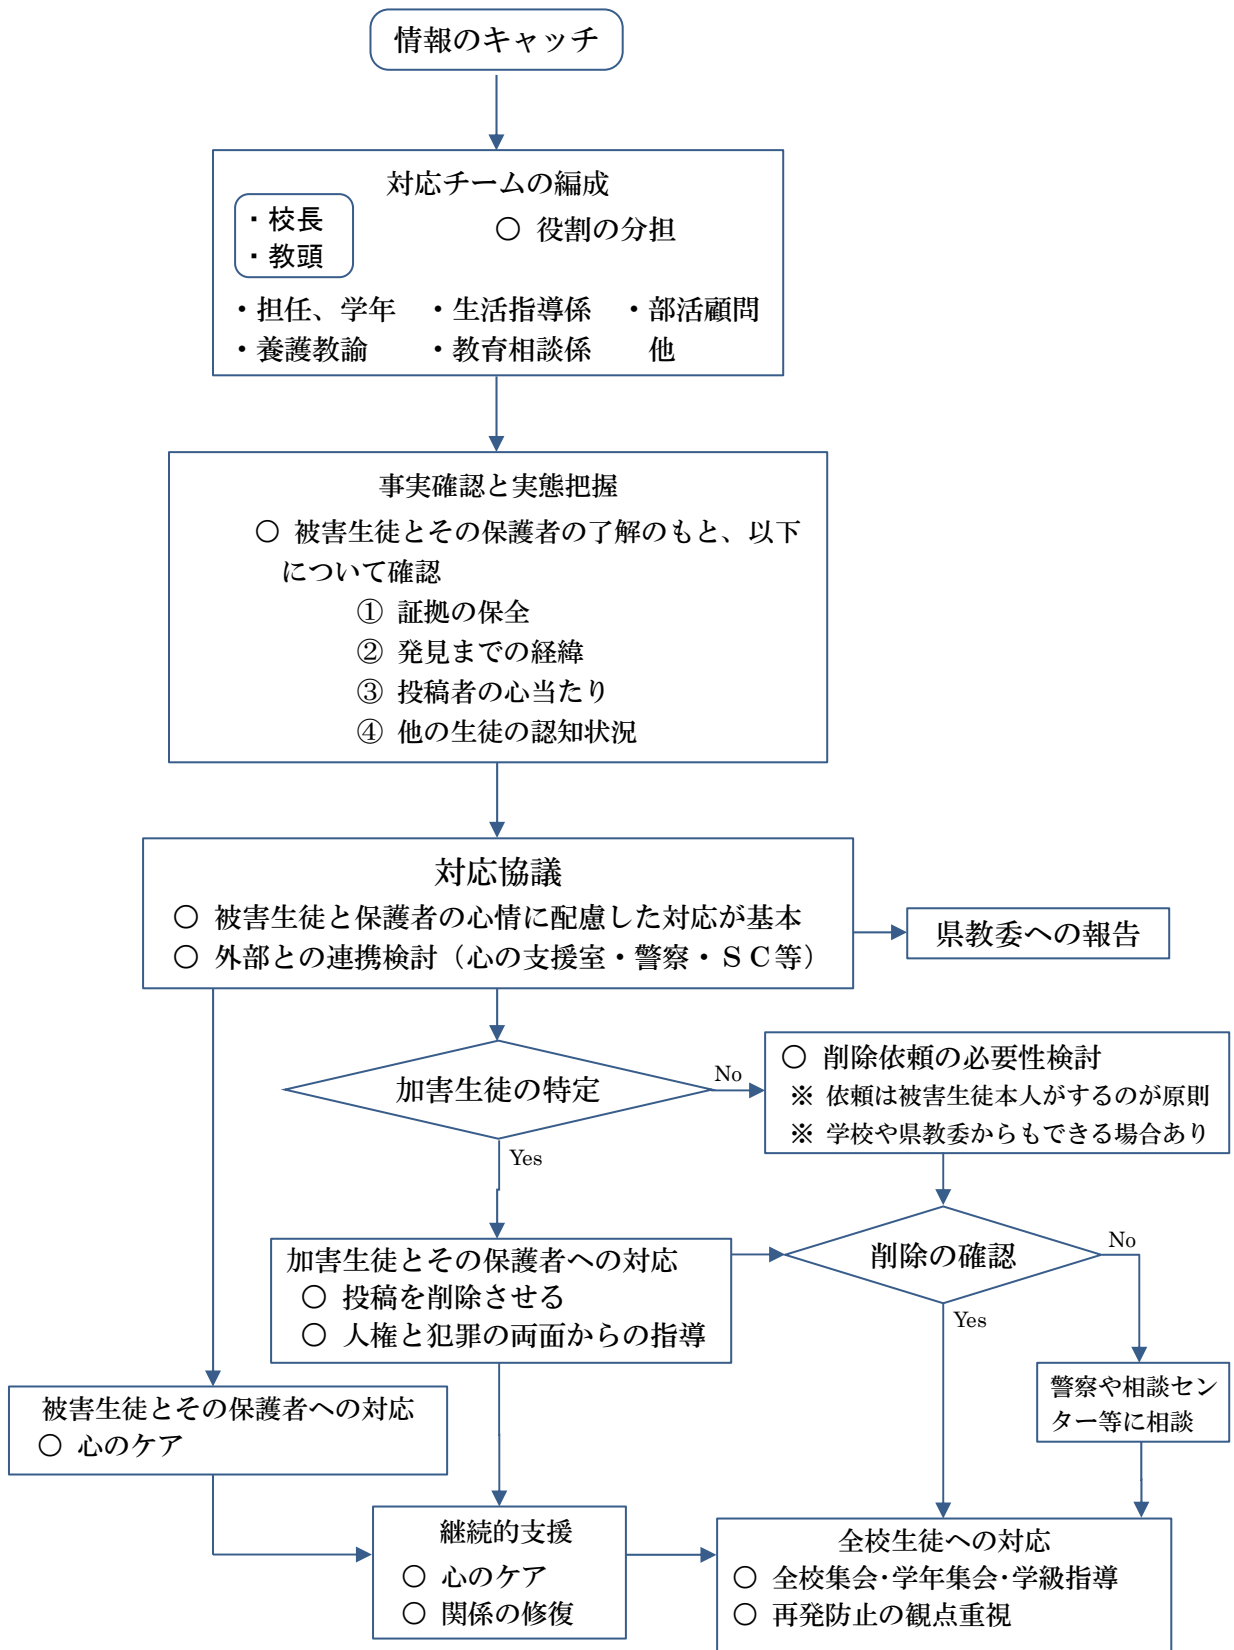 情報のキャッチ
対応チームの編成
・校長
・教頭
○ 役割の分担
・担任、学年 ・生活指導係 ・部活顧問
・養護教諭 ・教育相談係 他
事実確認と実態把握
○ 被害生徒とその保護者の了解のもと、以下
について確認
① 証拠の保全
② 発見までの経緯
③ 投稿者の心当たり
④ 他の生徒の認知状況
対応協議
○ 被害生徒と保護者の心情に配慮した対応が基本
○ 外部との連携検討（心の支援室・警察・ＳＣ等）
県教委への報告
加害生徒の特定
No
Yes
○ 削除依頼の必要性検討
※ 依頼は被害生徒本人がするのが原則
※ 学校や県教委からもできる場合あり
加害生徒とその保護者への対応
○ 投稿を削除させる
○ 人権と犯罪の両面からの指導
削除の確認
No
Yes
警察や相談セン
ター等に相談
被害生徒とその保護者への対応
○ 心のケア
継続的支援
○ 心のケア
○ 関係の修復
全校生徒への対応
○ 全校集会･学年集会･学級指導
○ 再発防止の観点重視